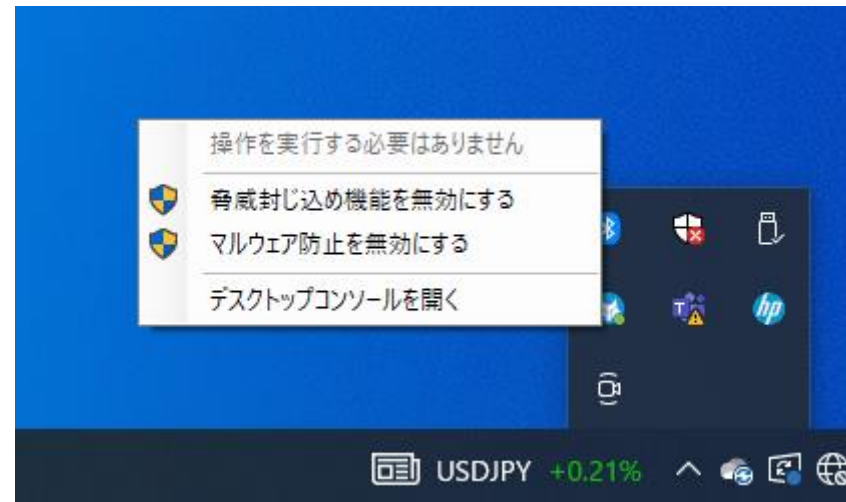 操作を実行する必要はありません
脅威封じ込め機能を無効にする
マルウェア防止を無効にする
デスクトップコンソールを開く
hp
USDJPY +0.21%